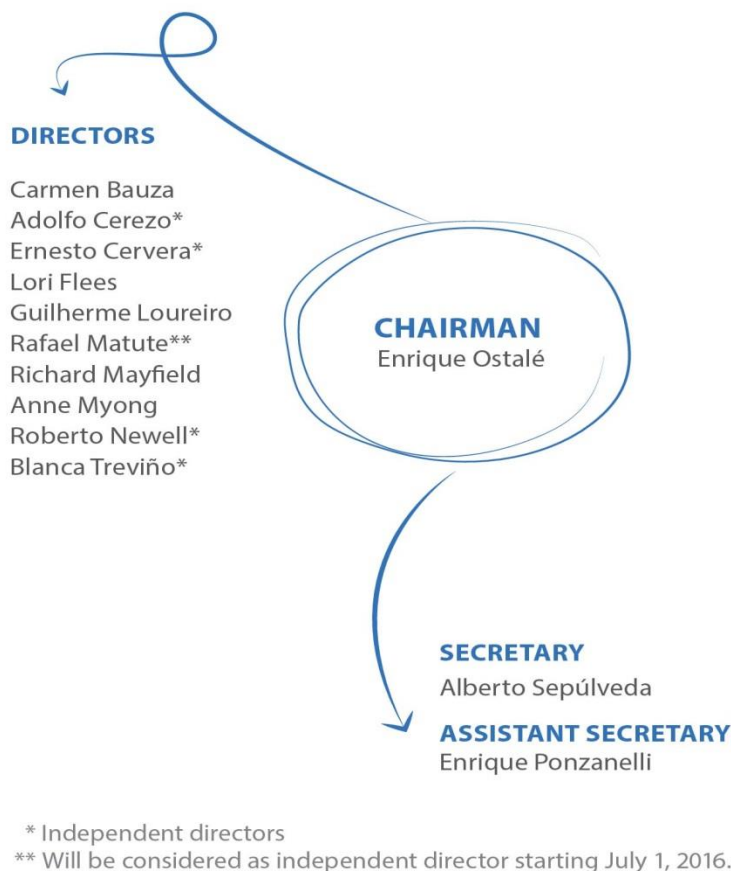 DIRECTORS
Carmen Bauza
Adolfo Cerezo*
Ernesto Cervera*
Lori Flees
Guilherme Loureiro
Rafael Matute**
Richard Mayfield
Anne Myong
Roberto Newell*
Blanca Treviño*
CHAIRMAN
Enrique Ostalé
SECRETARY
Alberto Sepúlveda
ASSISTANT SECRETARY
Enrique Ponzanelli
* Independent directors
** Will be considered as independent director starting July 1, 2016.